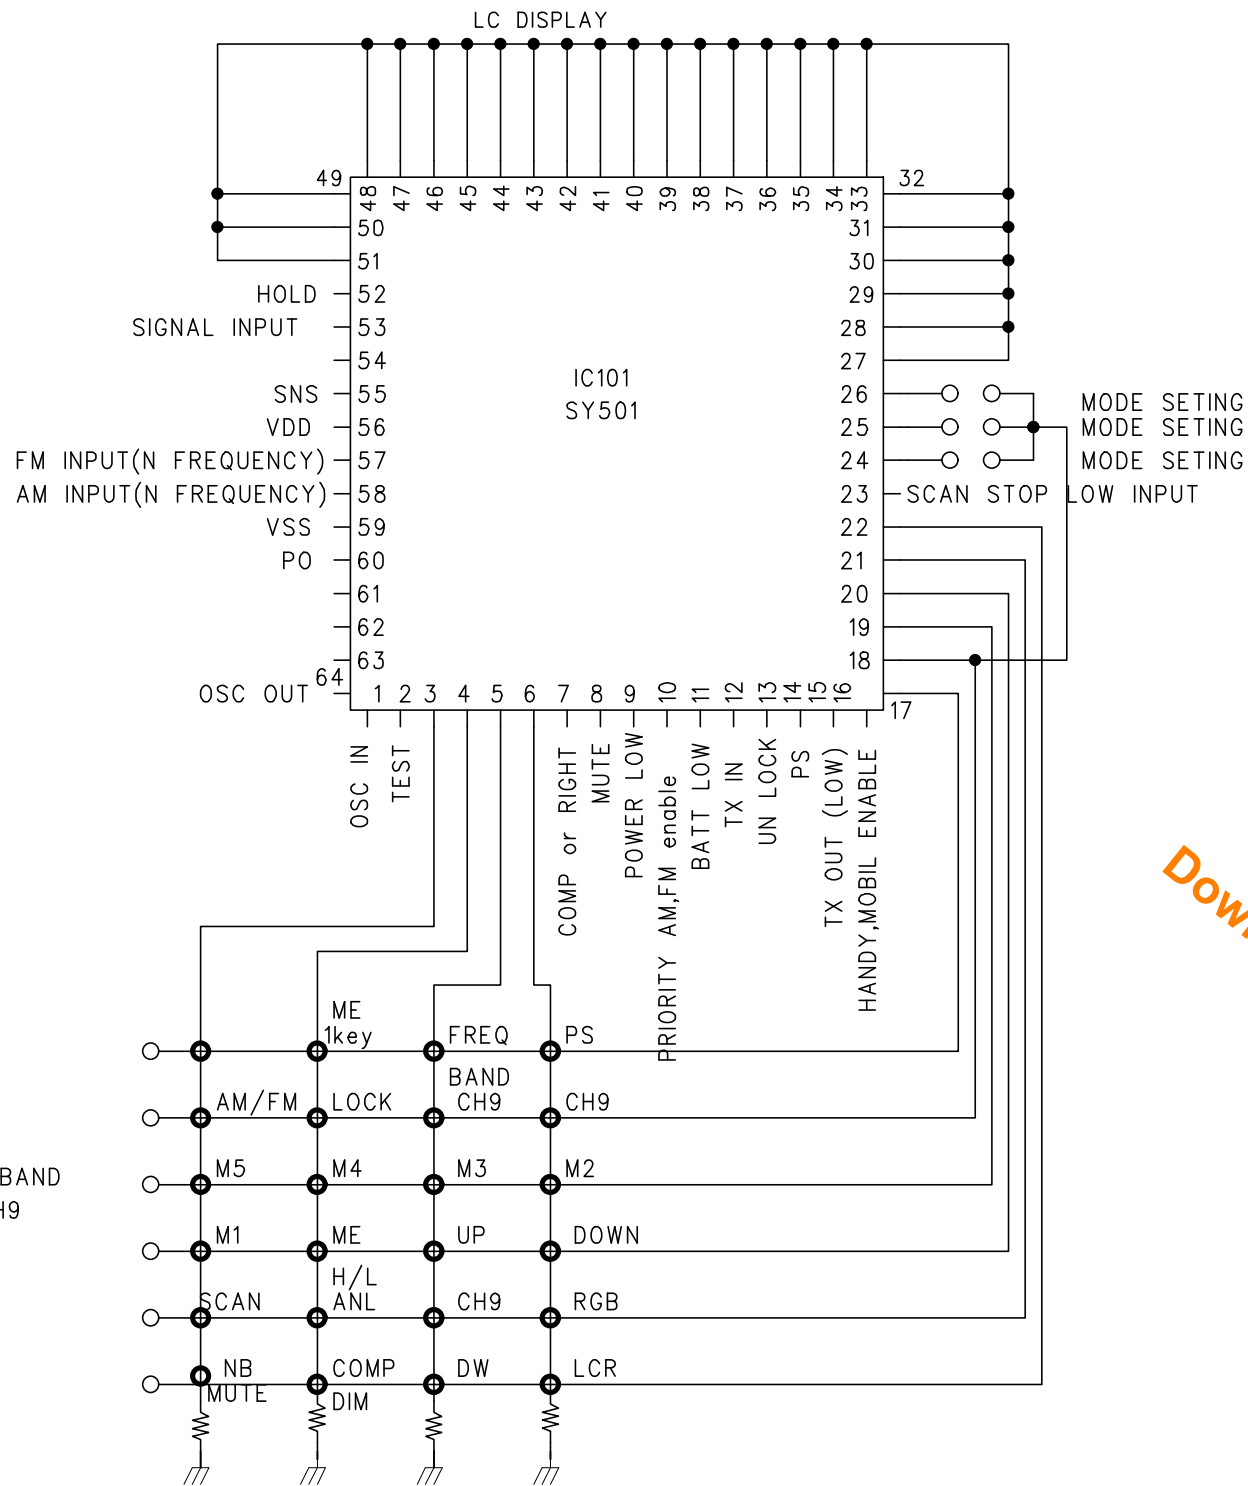 LC DISPLAY
49
48 47 46 45 44 43 42 41 40 39 38 37 36 35 34 33
32
50
31
51
30
HOLD 52
29
SIGNAL INPUT 53
28
54
27
IC101
SY501
SNS 55
26
MODE SETING
VDD 56
25
MODE SETING
FM INPUT(N FREQUENCY) 57
24
MODE SETING
AM INPUT(N FREQUENCY) 58
23
SCAN STOP LOW INPUT
VSS 59
22
PO 60
21
61
20
62
19
63
18
64
OSC OUT
1 2 3 4 5 6 7 8 9 10 11 12 13 14 15 16
17
OSC IN
TEST
COMP or RIGHT
MUTE
POWER LOW
PRIORITY AM,FM enable
BATT LOW
TX IN
UN LOCK
PS
TX OUT (LOW)
HANDY,MOBIL ENABLE
ME
1key
FREQ
PS
BAND
AM/FM
LOCK
CH9
CH9
BAND
M5
M4
M3
M2
H9
M1
ME
UP
DOWN
H/L
SCAN
ANL
CH9
RGB
NB
COMP
DW
LCR
MUTE
DIM